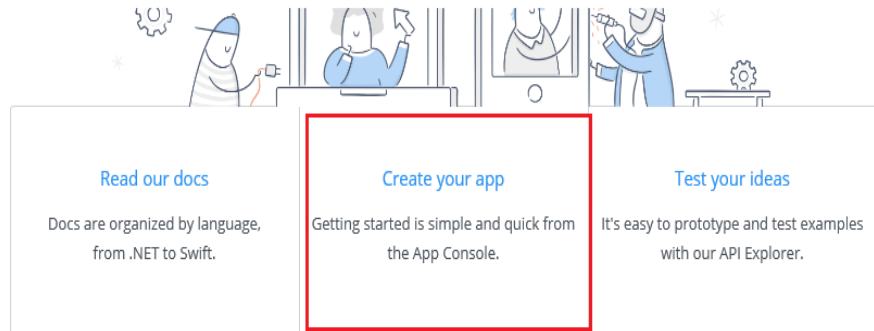 Read our docs
Docs are organized by language,
from .NET to Swift.
Create your app
Getting started is simple and quick from
the App Console.
Test your ideas
It's easy to prototype and test examples
with our API Explorer.